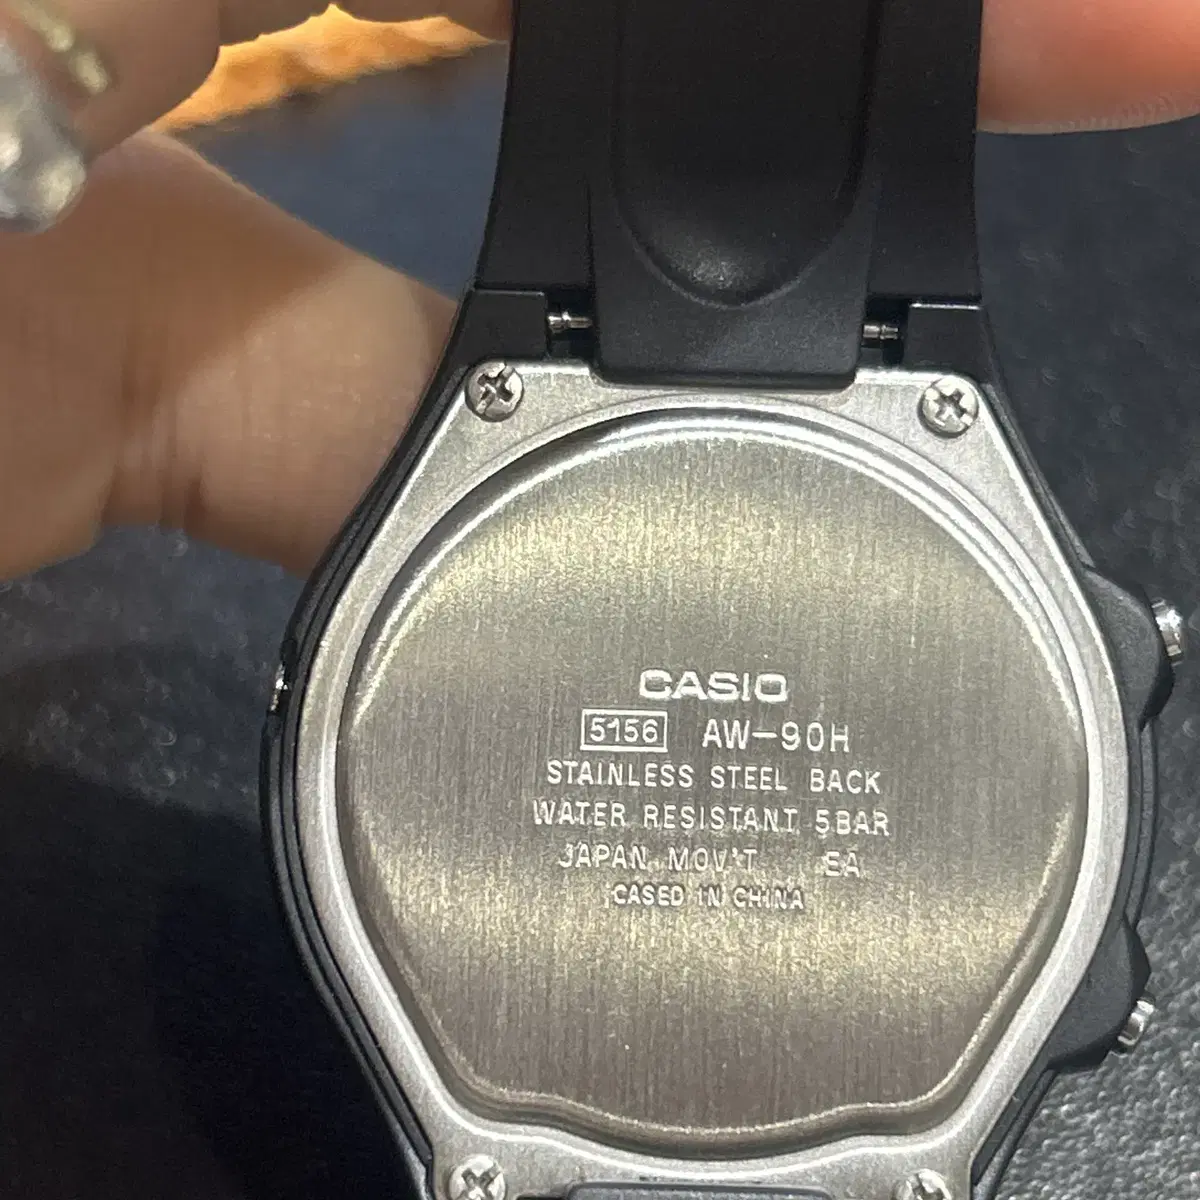 CASIO
5156 AW-90H
STAINLESS STEEL BACK
WATER RESISTANT 5BAR
JAPAN MOV'T EA
CASED IN CHINA